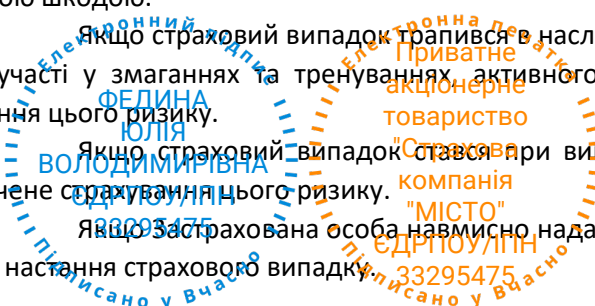 ою шкодою.
Якщо страховий випадок трапився в насл
участі у змаганнях та тренуваннях, активного
ння цього ризику.
Якщо страховий випадок стався при ви
чене страхування цього ризику.
Якщо Застрахована особа навмисно нада
настання страхового випадку.
Електронний підпис
ФЕДИНА
ЮЛІЯ
ВОЛОДИМИРІВНА
ЄДРПОУ/ІПН
33295475
Підписано у Вчасно
Електронна печатка
Приватне
акціонерне
товариство
"Страхова
компанія
"МІСТО"
ЄДРПОУ/ІПН
33295475
Підписано у Вчасно